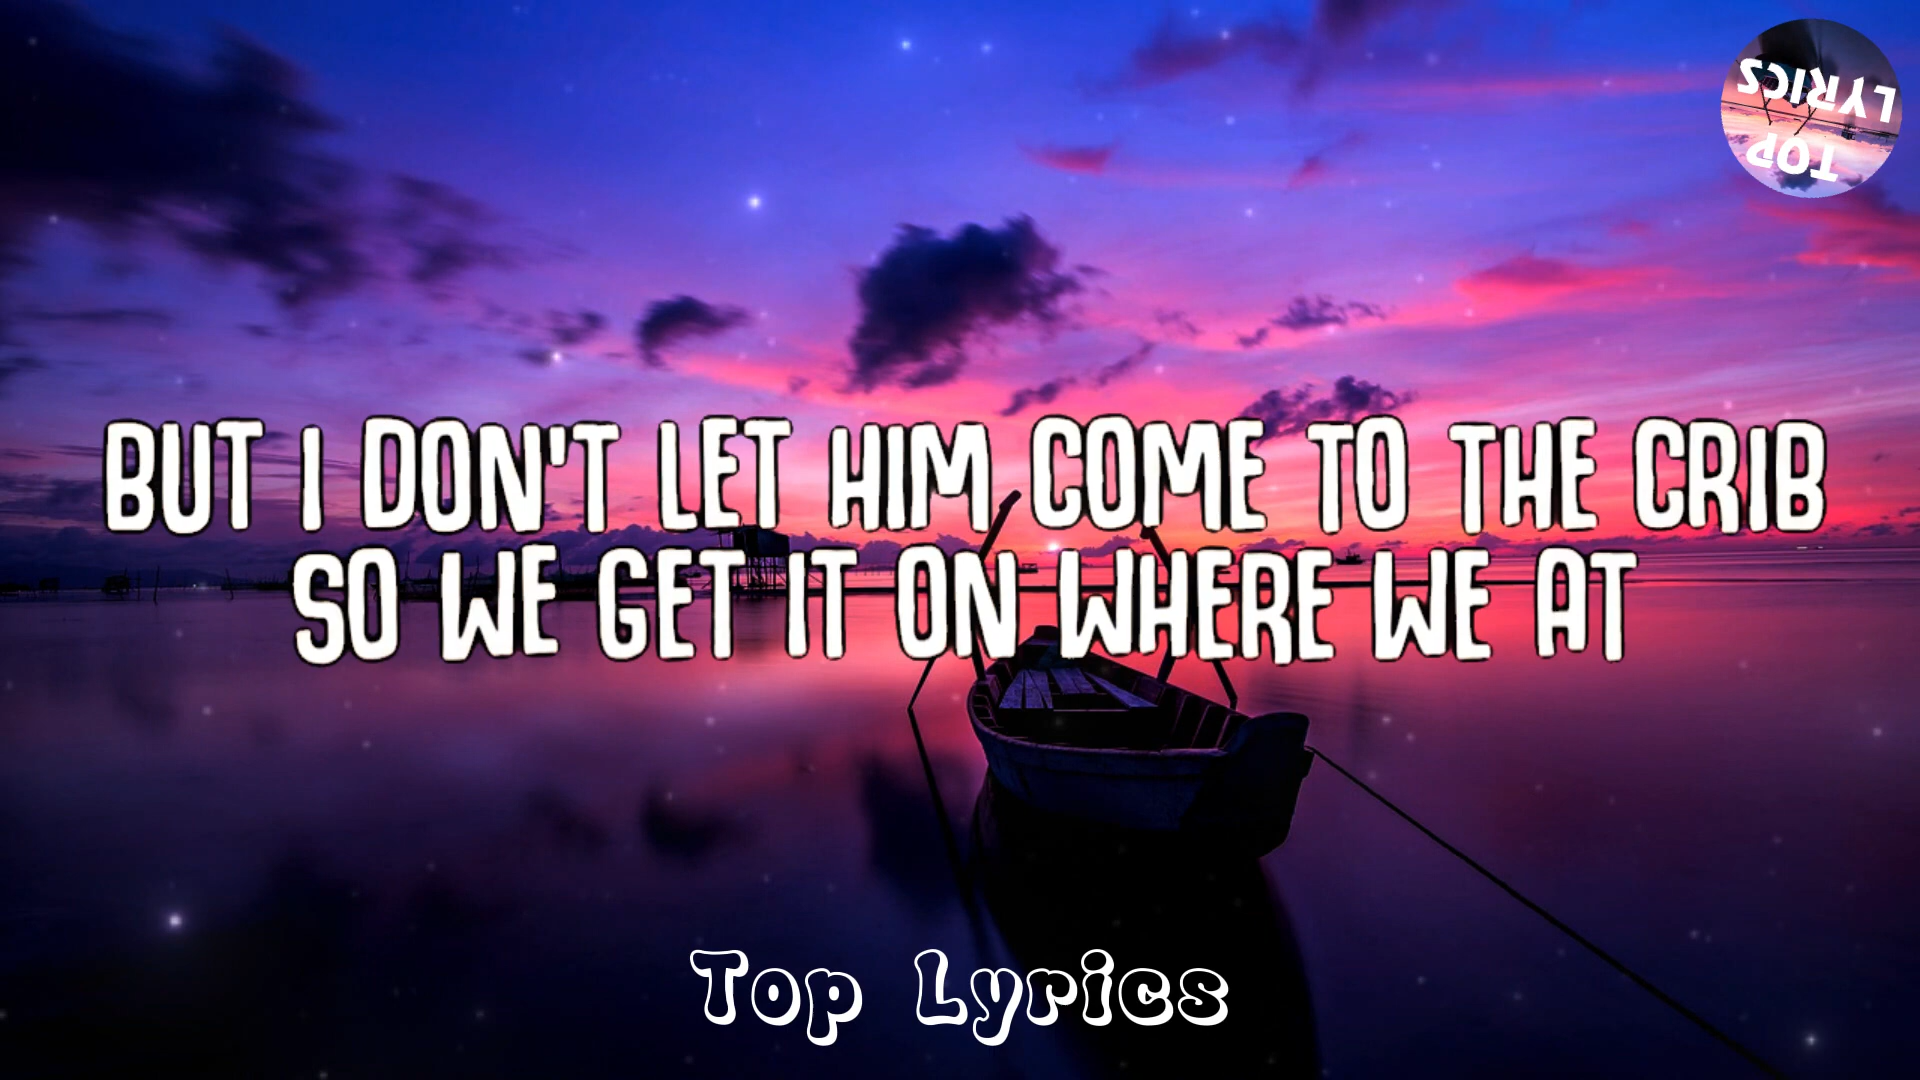 TOP
LYRICS
BUT I DON'T LET HIM COME TO THE CRIB
SO WE GET IT ON WHERE WE AT
Top Lyrics